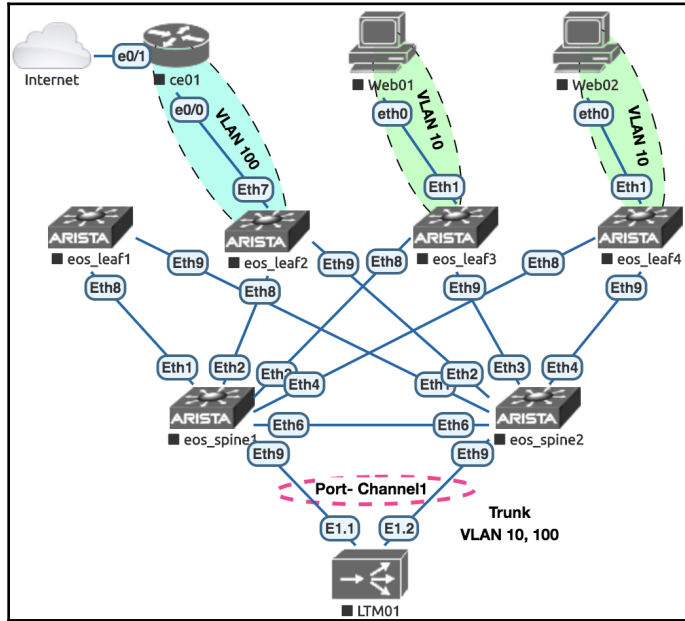 e0/1
Internet
ce01
Web01
Web02
e0/0
eth0
eth0
VLAN 100
VLAN 10
VLAN 10
Eth7
Eth1
Eth1
ARISTA
ARISTA
ARISTA
ARISTA
eos_leaf1
eos_leaf2
eos_leaf3
eos_leaf4
Eth9
Eth9
Eth8
Eth8
Eth8
Eth8
Eth9
Eth9
Eth1
Eth2
Eth4
Eth2
Eth3
Eth4
ARISTA
ARISTA
eos_spine1
eos_spine2
Eth6
Eth6
Eth9
Eth9
Port- Channel1
Trunk
E1.1
E1.2
VLAN 10, 100
LTM01